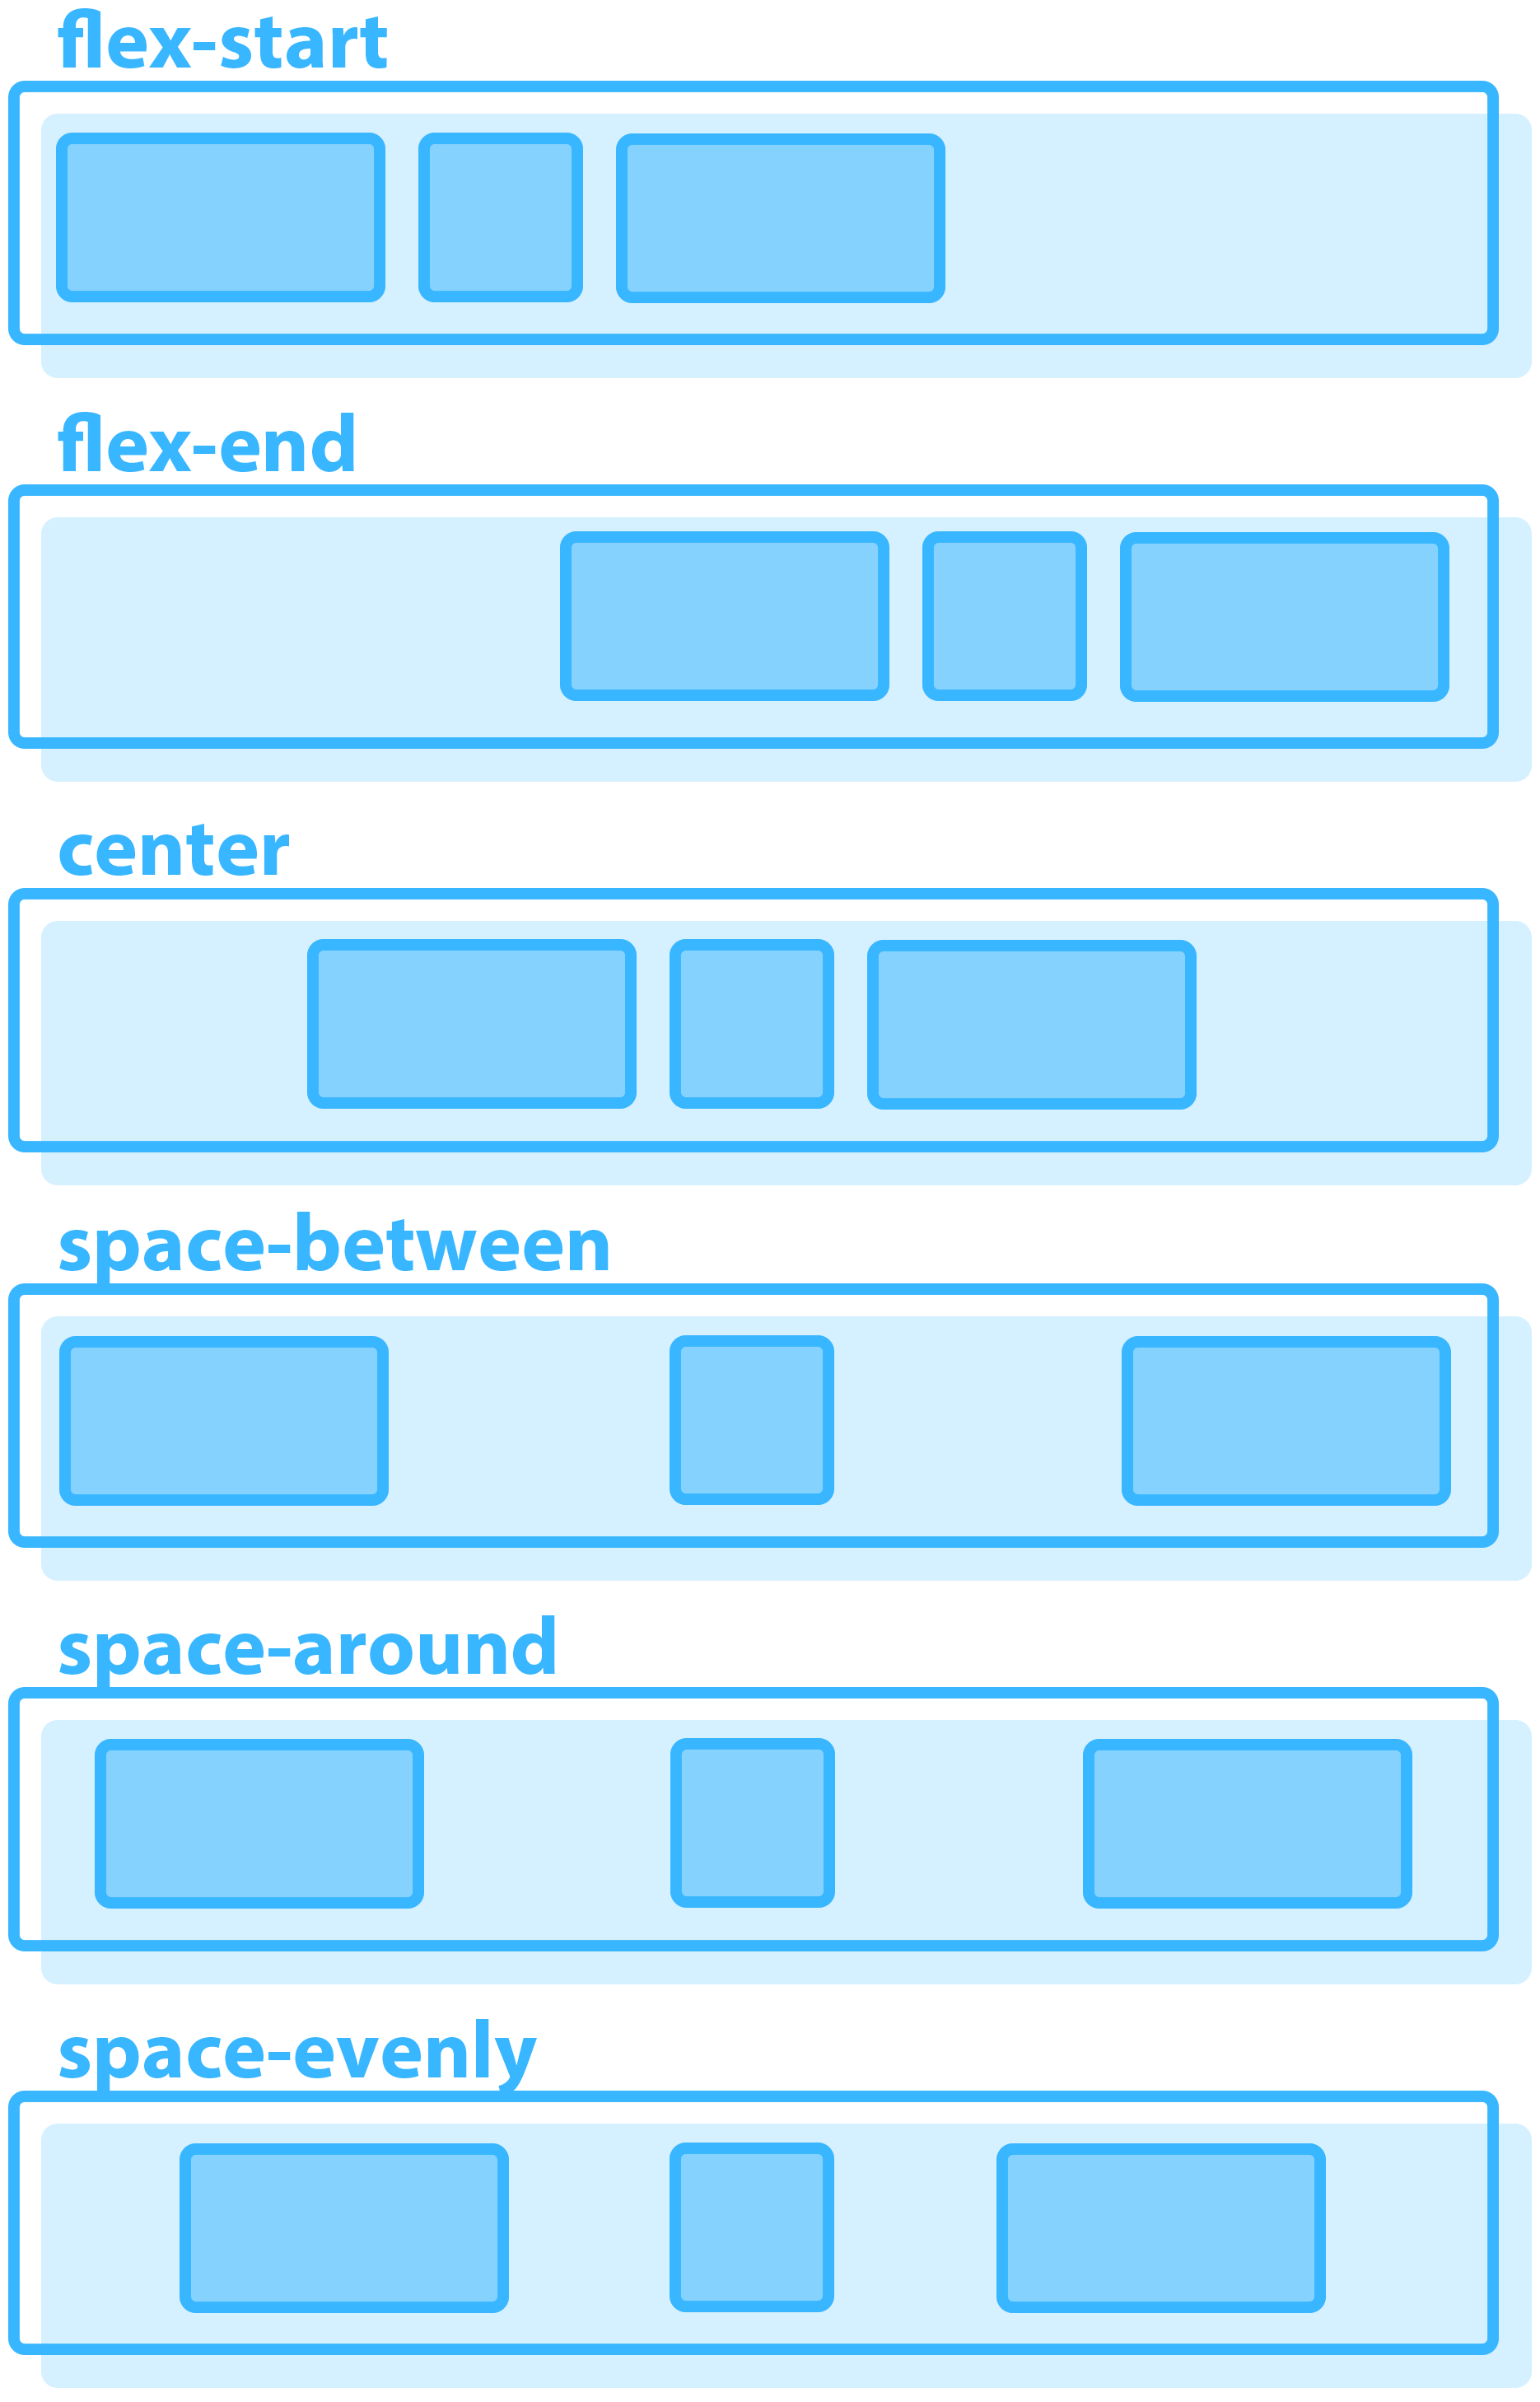 flex-start
flex-end
center
space-between
space-around
space-evenly